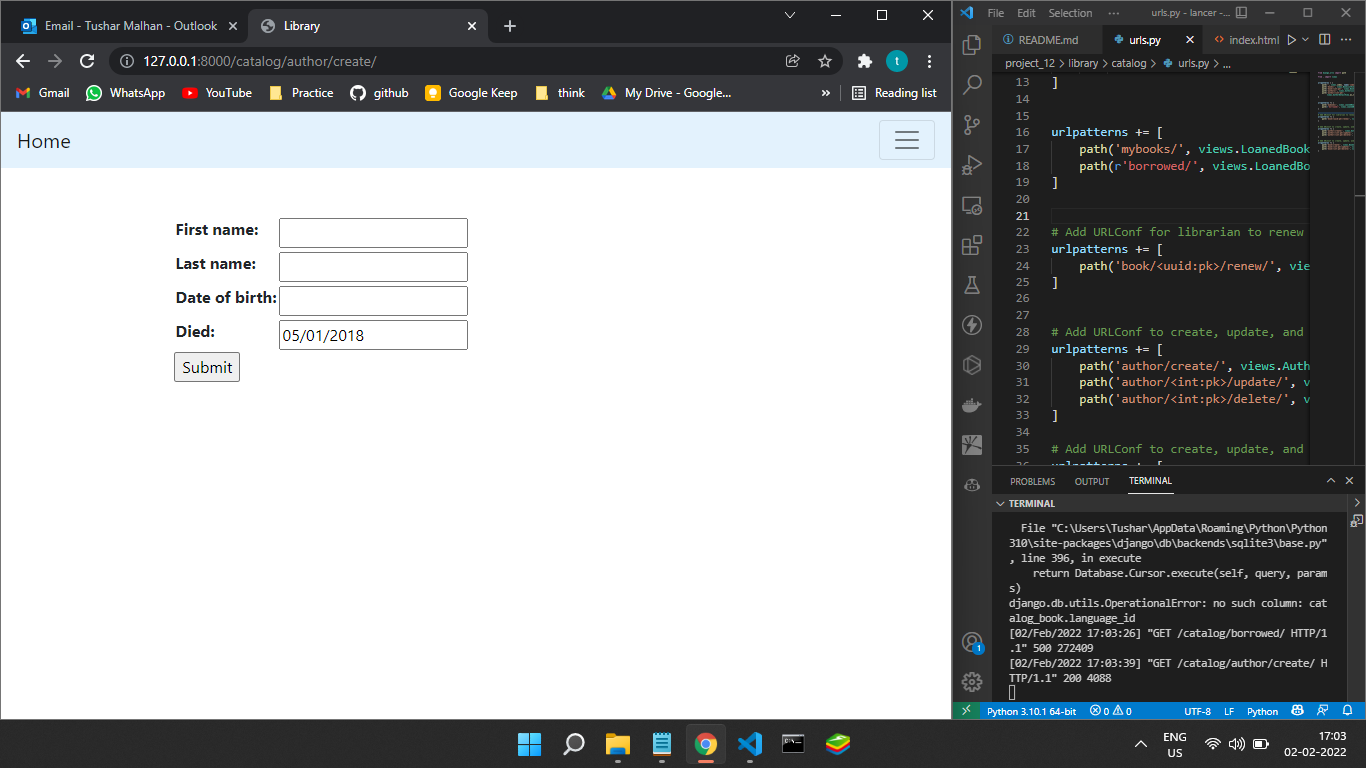 Email - Tushar Malhan - Outlook
Library
127.0.0.1:8000/catalog/author/create/
t
Gmail
WhatsApp
YouTube
Practice
github
Google Keep
think
My Drive - Google...
»
Reading list
Home
First name:
Last name:
Date of birth:
Died:
05/01/2018
Submit
File Edit Selection ···
urls.py - lancer -
README.md
urls.py
index.html
project_12 > library > catalog > urls.py > ...
13 ]
14
15
16 urlpatterns += [
17 path('mybooks/', views.LoanedBook
18 path(r'borrowed/', views.LoanedBo
19 ]
20
21
22 # Add URLConf for librarian to renew
23 urlpatterns += [
24 path('book/<uuid:pk>/renew/', vie
25 ]
26
27
28 # Add URLConf to create, update, and
29 urlpatterns += [
30 path('author/create/', views.Auth
31 path('author/<int:pk>/update/', v
32 path('author/<int:pk>/delete/', v
33 ]
34
35 # Add URLConf to create, update, and
36 urlpatterns += [
PROBLEMS OUTPUT TERMINAL
TERMINAL
File "C:\Users\Tushar\AppData\Roaming\Python\Python
310\site-packages\django\db\backends\sqlite3\base.py"
, line 396, in execute
return Database.Cursor.execute(self, query, param
s)
django.db.utils.OperationalError: no such column: cat
alog_book.language_id
[02/Feb/2022 17:03:26] "GET /catalog/borrowed/ HTTP/1
.1" 500 272409
[02/Feb/2022 17:03:39] "GET /catalog/author/create/ H
TTP/1.1" 200 4088
1
Python 3.10.1 64-bit
0
0
UTF-8
LF
Python
ENG
US
17:03
02-02-2022